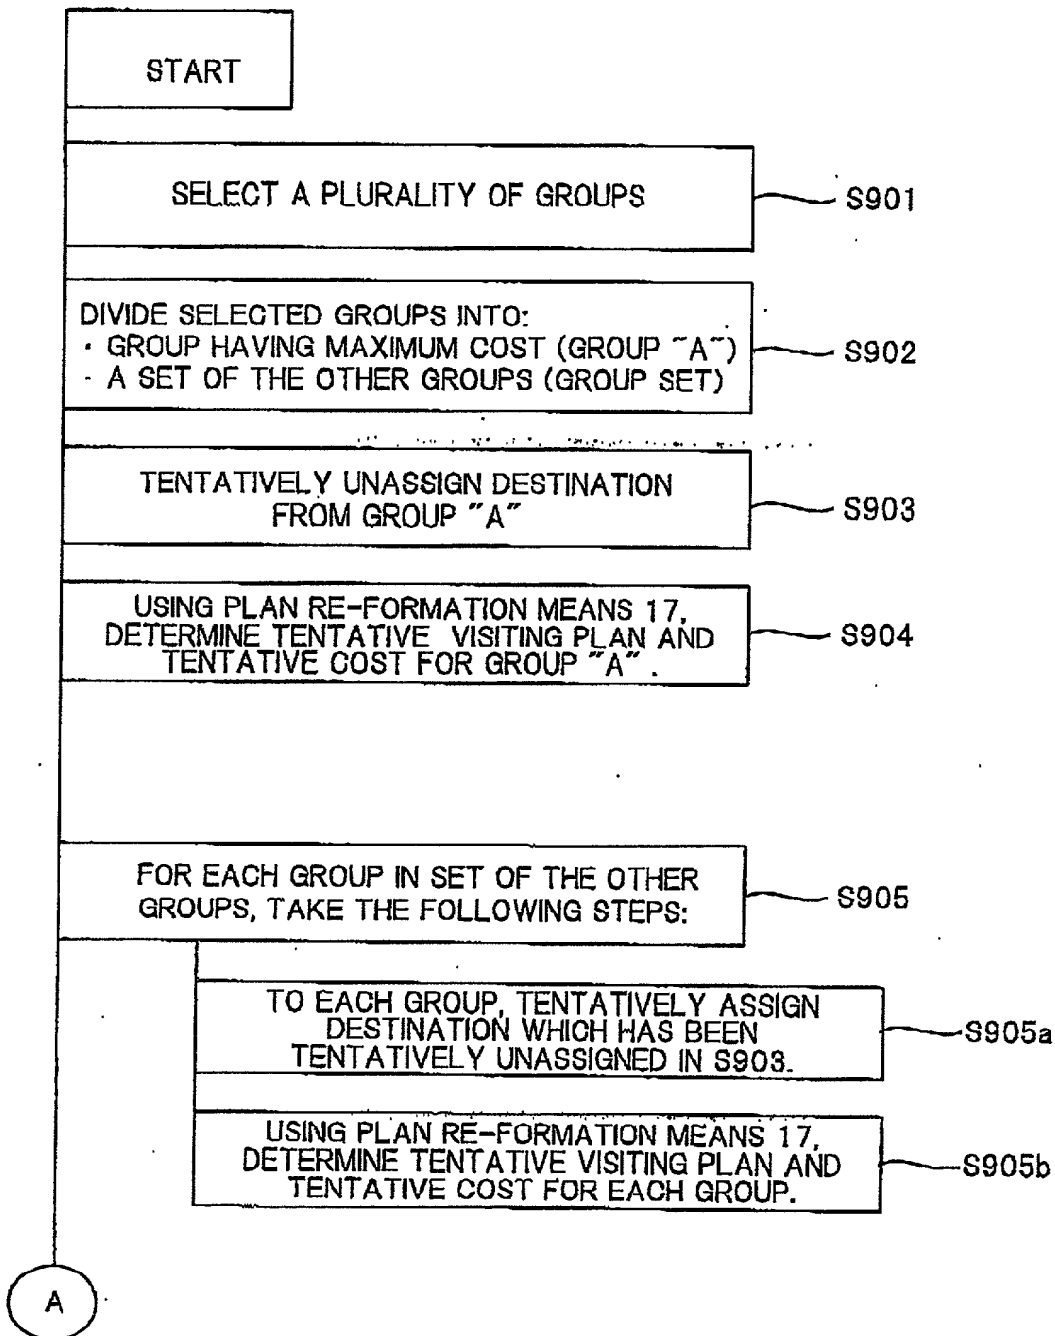 START
SELECT A PLURALITY OF GROUPS
S901
DIVIDE SELECTED GROUPS INTO:
· GROUP HAVING MAXIMUM COST (GROUP "A")
· A SET OF THE OTHER GROUPS (GROUP SET)
S902
TENTATIVELY UNASSIGN DESTINATION
FROM GROUP "A"
S903
USING PLAN RE-FORMATION MEANS 17,
DETERMINE TENTATIVE VISITING PLAN AND
TENTATIVE COST FOR GROUP "A" .
S904
FOR EACH GROUP IN SET OF THE OTHER
GROUPS, TAKE THE FOLLOWING STEPS:
S905
TO EACH GROUP, TENTATIVELY ASSIGN
DESTINATION WHICH HAS BEEN
TENTATIVELY UNASSIGNED IN S903.
S905a
USING PLAN RE-FORMATION MEANS 17,
DETERMINE TENTATIVE VISITING PLAN AND
TENTATIVE COST FOR EACH GROUP.
S905b
A